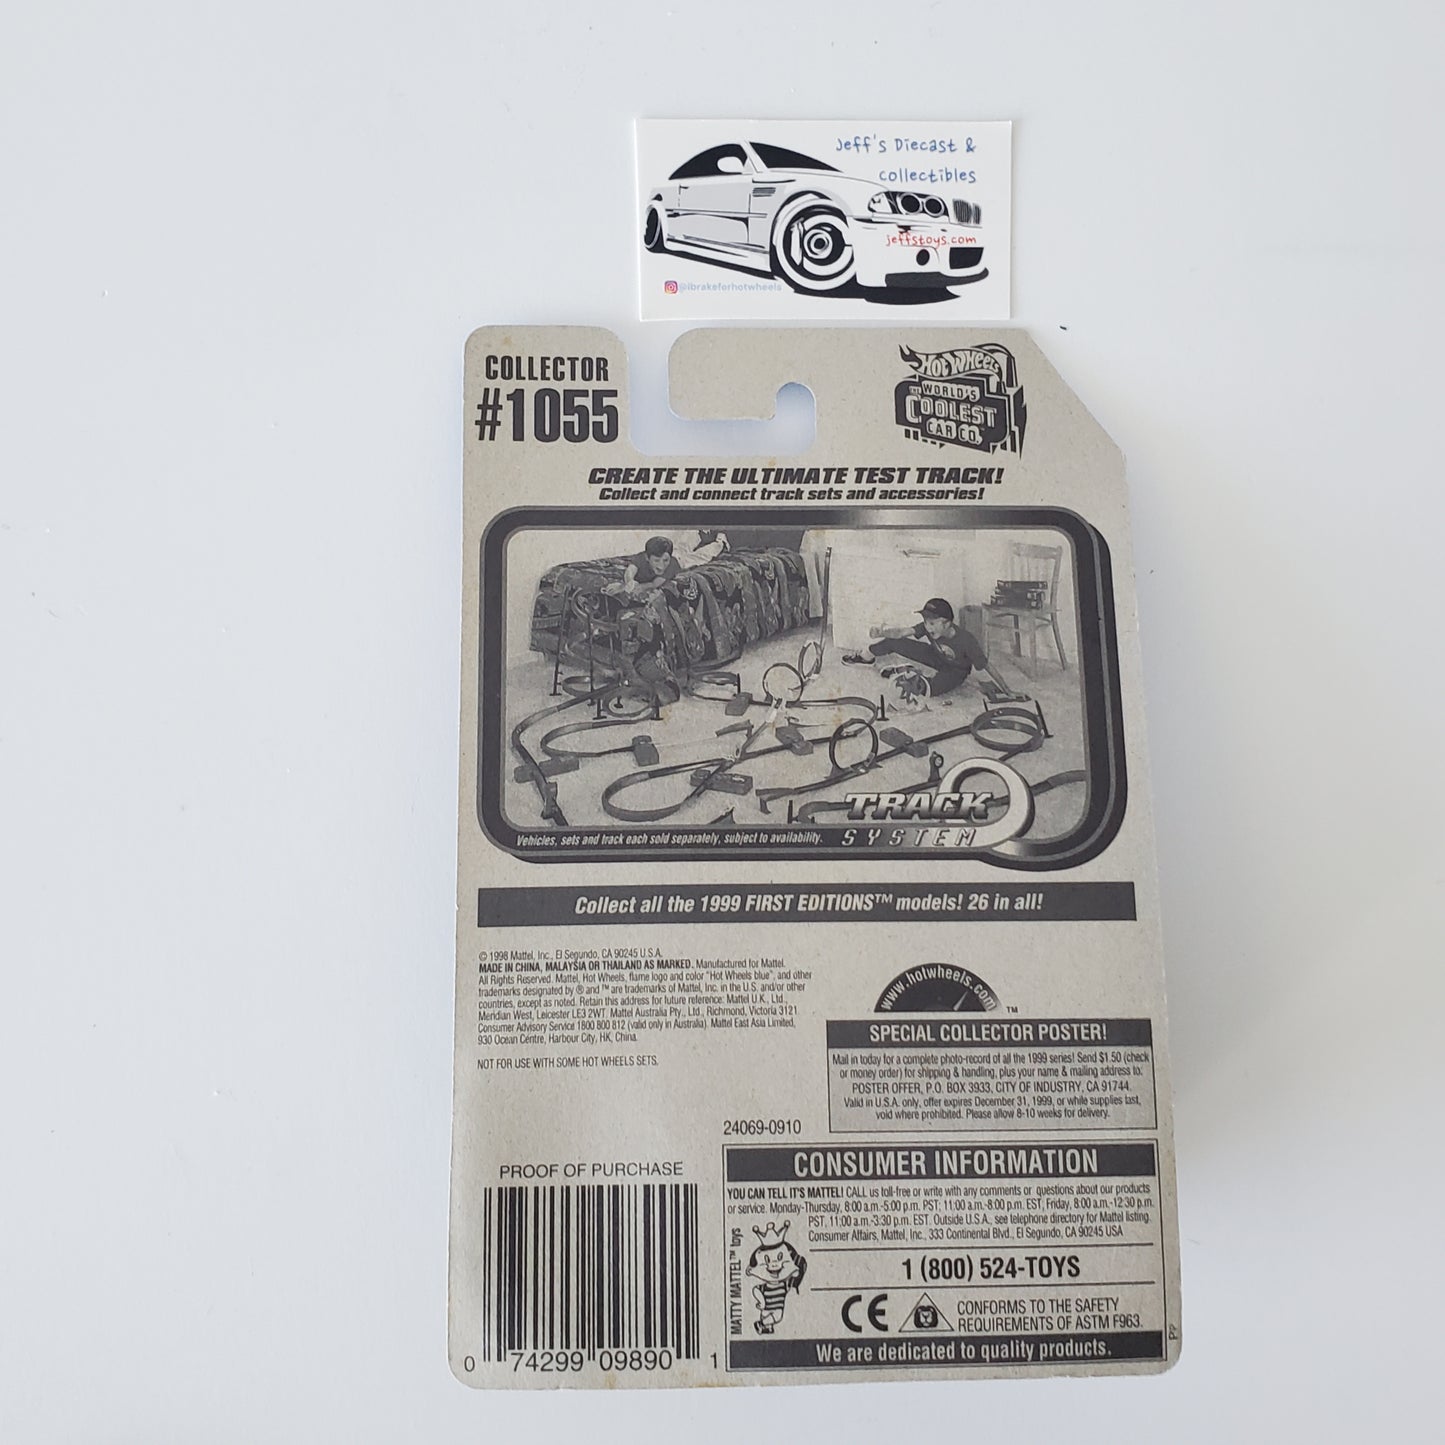 Jeff's Diecast &
collectibles
jeffstoys.com
@ibrakeforhotwheels
COLLECTOR
#1055
HOT WHEELS
THE WORLD'S
COOLEST
CAR CO.
CREATE THE ULTIMATE TEST TRACK!
Collect and connect track sets and accessories!
TRACK
SYSTEM
Vehicles, sets and track each sold separately, subject to availability.
Collect all the 1999 FIRST EDITIONS™ models! 26 in all!
© 1998 Mattel, Inc., El Segundo, CA 90245 U.S.A.
MADE IN CHINA, MALAYSIA OR THAILAND AS MARKED. Manufactured for Mattel.
All Rights Reserved. Mattel, Hot Wheels, flame logo and color "Hot Wheels blue", and other
trademarks designated by ® and ™ are trademarks of Mattel, Inc. in the U.S. and/or other
countries, except as noted. Retain this address for future reference: Mattel U.K., Ltd.,
Meridian West, Leicester LE3 2WT. Mattel Australia Pty., Ltd., Richmond, Victoria 3121.
Consumer Advisory Service 1800 800 812 (valid only in Australia). Mattel East Asia Limited,
930 Ocean Centre, Harbour City, HK, China.
NOT FOR USE WITH SOME HOT WHEELS SETS.
www.hotwheels.com ™
SPECIAL COLLECTOR POSTER!
Mail in today for a complete photo-record of all the 1999 series! Send $1.50 (check
or money order) for shipping & handling, plus your name & mailing address to:
POSTER OFFER, P.O. BOX 3933, CITY OF INDUSTRY, CA 91744.
Valid in U.S.A. only, offer expires December 31, 1999, or while supplies last,
void where prohibited. Please allow 8-10 weeks for delivery.
24069-0910
PROOF OF PURCHASE
0 74299 09890 1
CONSUMER INFORMATION
YOU CAN TELL IT'S MATTEL! CALL us toll-free or write with any comments or questions about our products
or service. Monday-Thursday, 8:00 a.m.-5:00 p.m. PST; 11:00 a.m.-8:00 p.m. EST, Friday, 8:00 a.m.-12:30 p.m.
PST, 11:00 a.m.-3:30 p.m. EST. Outside U.S.A., see telephone directory for Mattel listing.
Consumer Affairs, Mattel, Inc., 333 Continental Blvd., El Segundo, CA 90245 USA
MATTY MATTEL™ toys
1 (800) 524-TOYS
CE
CONFORMS TO THE SAFETY
REQUIREMENTS OF ASTM F963.
We are dedicated to quality products.
PP